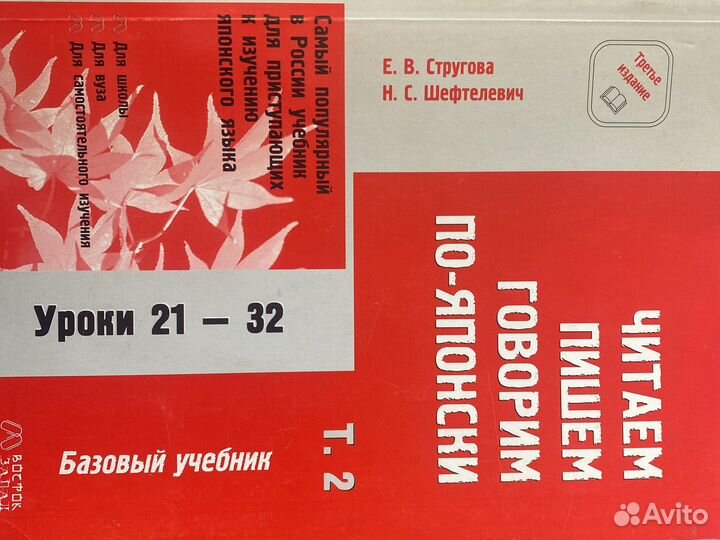 Е. В. Стругова
Н. С. Шефтелевич
Третье
издание
ЧИТАЕМ
ПИШЕМ
ГОВОРИМ
ПО-ЯПОНСКИ
Т. 2
Самый популярный
в России учебник
для приступающих
к изучению
японского языка
Для школы
Для вуза
Для самостоятельного изучения
Уроки 21 – 32
Базовый учебник
ВОСТОК
ЗАПАД
Avito